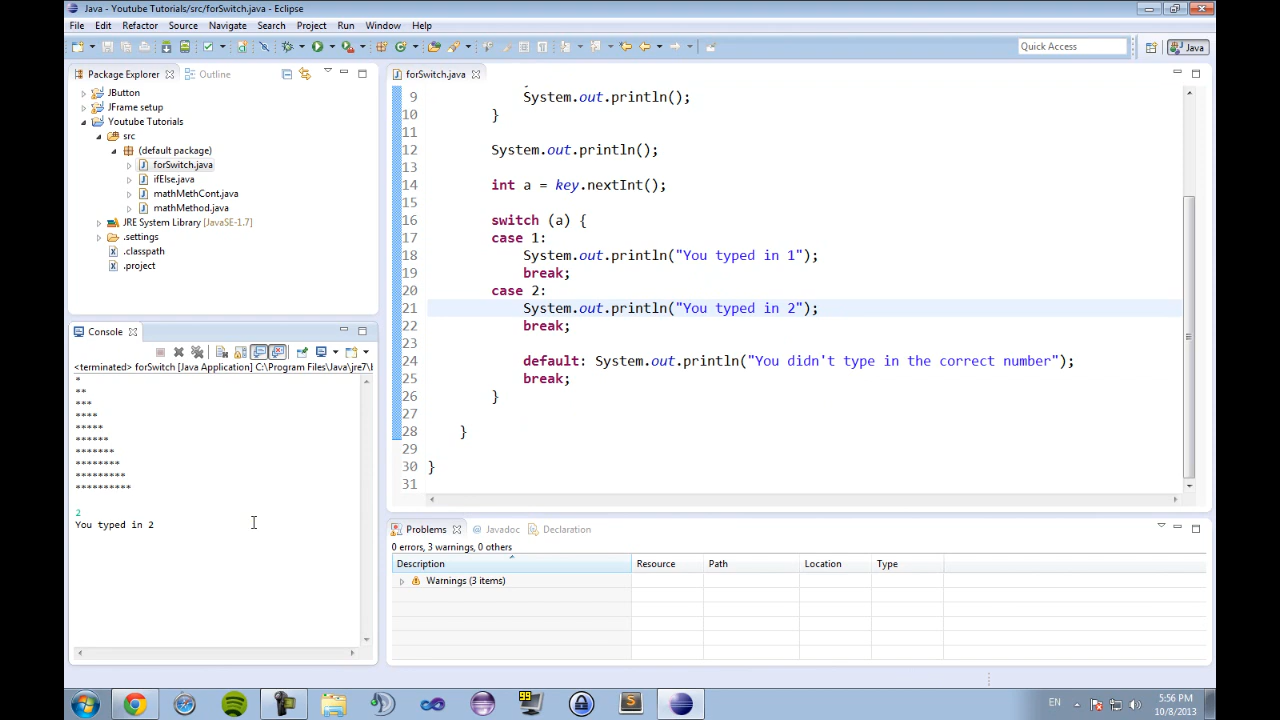 Java - Youtube Tutorials/src/forSwitch.java - Eclipse
File Edit Refactor Source Navigate Search Project Run Window Help
Quick Access
Java
Package Explorer
Outline
JButton
JFrame setup
Youtube Tutorials
src
(default package)
forSwitch.java
ifElse.java
mathMethCont.java
mathMethod.java
JRE System Library [JavaSE-1.7]
.settings
.classpath
.project
Console
<terminated> forSwitch [Java Application] C:\Program Files\Java\jre7\b
*
**
***
****
*****
******
*******
********
*********
**********
2
You typed in 2
forSwitch.java
9 System.out.println();
10 }
11
12 System.out.println();
13
14 int a = key.nextInt();
15
16 switch (a) {
17 case 1:
18 System.out.println("You typed in 1");
19 break;
20 case 2:
21 System.out.println("You typed in 2");
22 break;
23
24 default: System.out.println("You didn't type in the correct number");
25 break;
26 }
27
28 }
29
30 }
31
Problems
@ Javadoc
Declaration
0 errors, 3 warnings, 0 others
Description Resource Path Location Type
Warnings (3 items)
99
S
EN
5:56 PM
10/8/2013